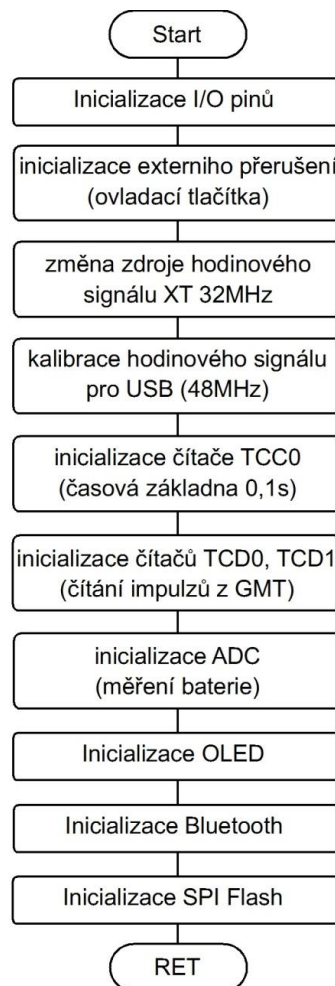 Start
Inicializace I/O pinů
inicializace externiho přerušení
(ovladací tlačítka)
změna zdroje hodinového
signálu XT 32MHz
kalibrace hodinového signálu
pro USB (48MHz)
inicializace čítače TCC0
(časová základna 0,1s)
inicializace čítačů TCD0, TCD1
(čítání impulzů z GMT)
inicializace ADC
(měření baterie)
Inicializace OLED
Inicializace Bluetooth
Inicializace SPI Flash
RET